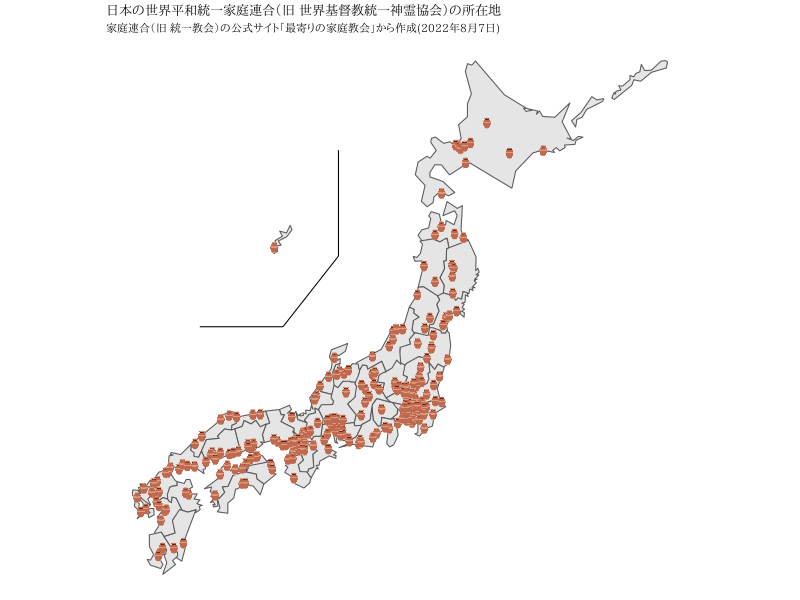 日本の世界平和統一家庭連合（旧 世界基督教統一神霊協会）の所在地
家庭連合（旧 統一教会）の公式サイト「最寄りの家庭教会」から作成(2022年8月7日)